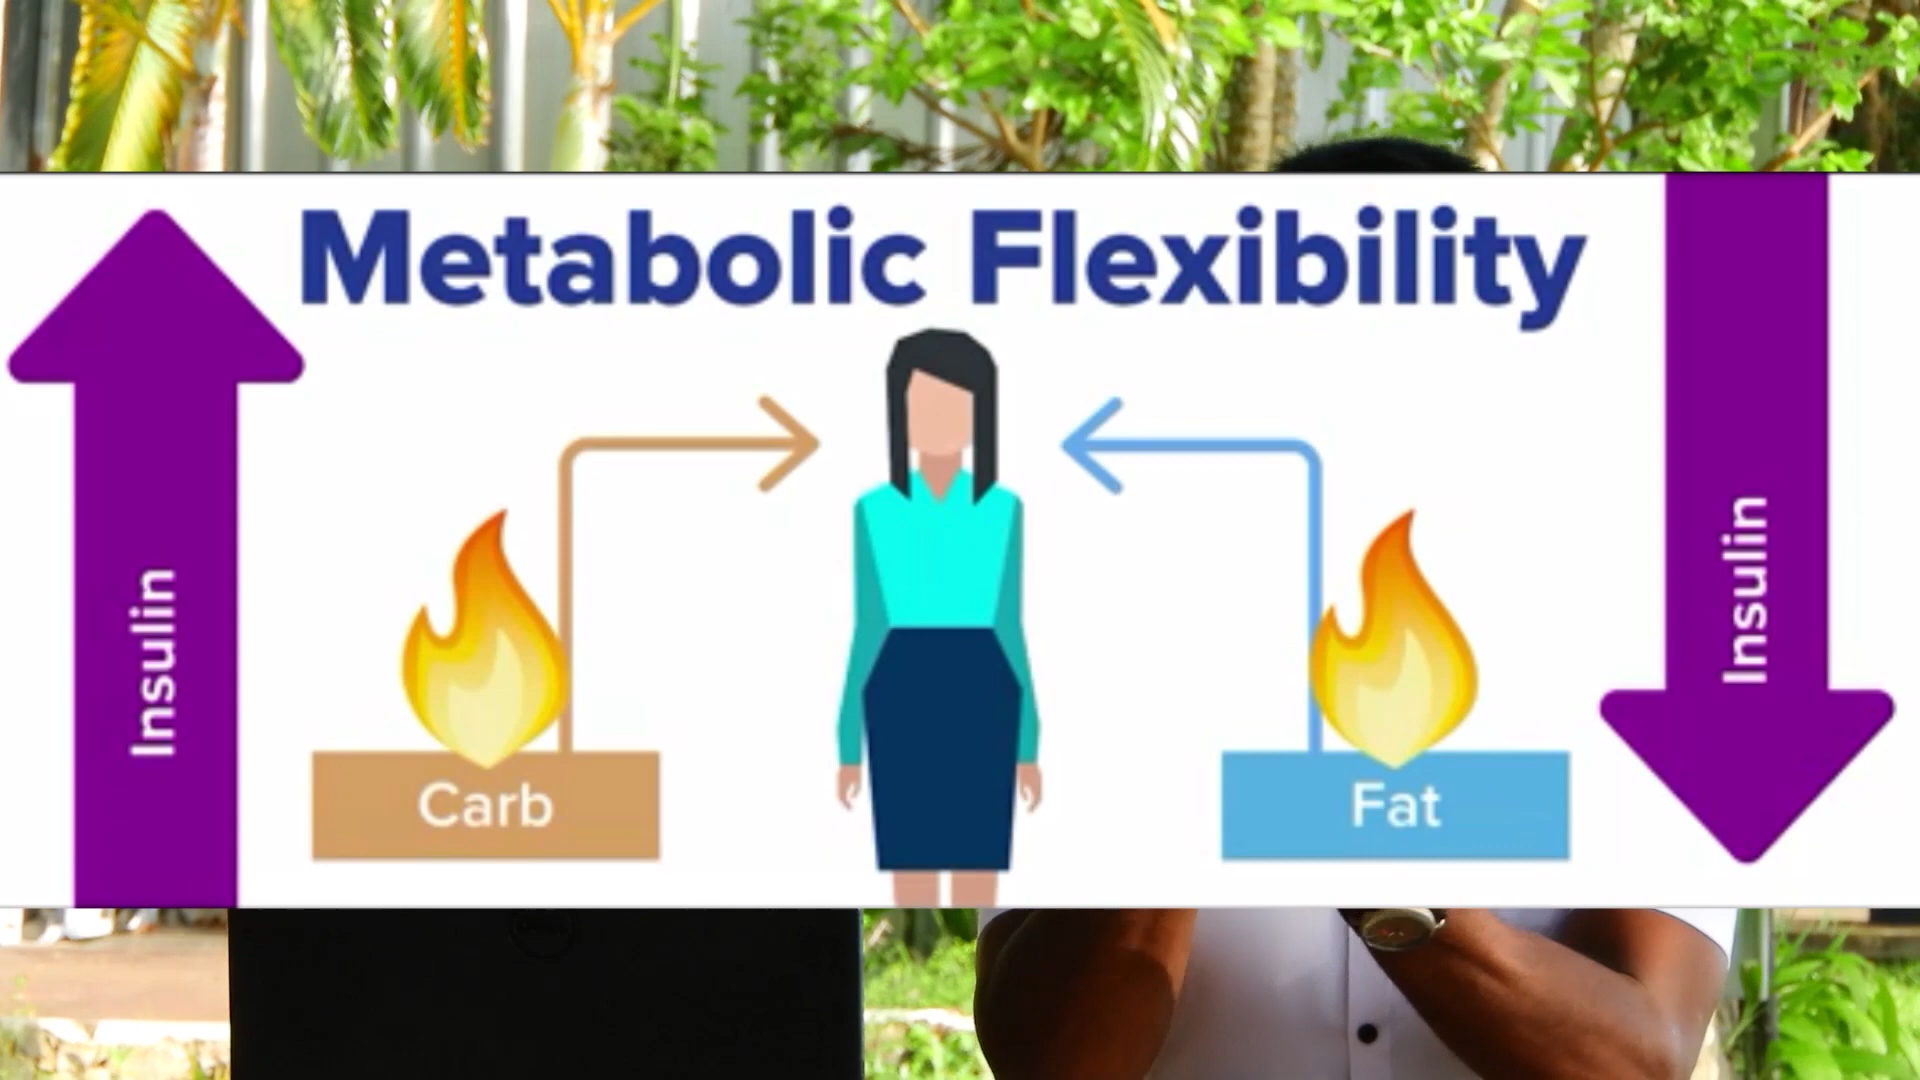 Metabolic Flexibility
Insulin
Carb
Fat
Insulin